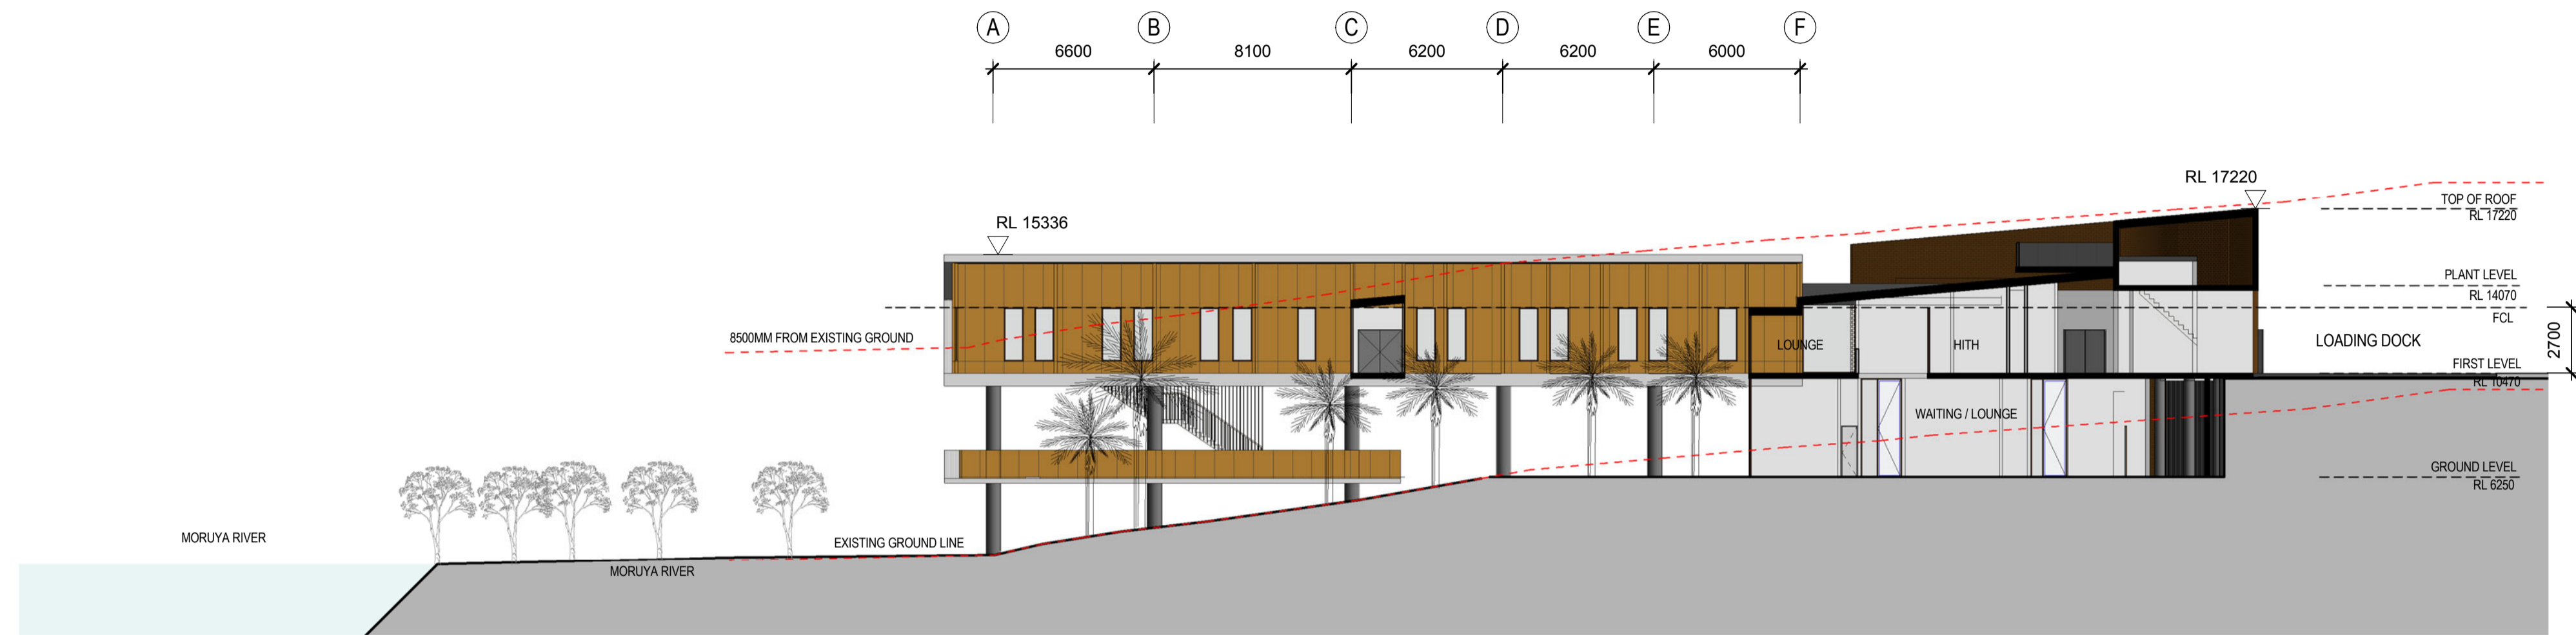 A B C D E F
6600 8100 6200 6200 6000
RL 17220
TOP OF ROOF
RL 17220
RL 15336
PLANT LEVEL
RL 14070
FCL
8500MM FROM EXISTING GROUND
LOUNGE
HITH
LOADING DOCK
2700
FIRST LEVEL
RL 10470
WAITING / LOUNGE
GROUND LEVEL
RL 6250
MORUYA RIVER
EXISTING GROUND LINE
MORUYA RIVER